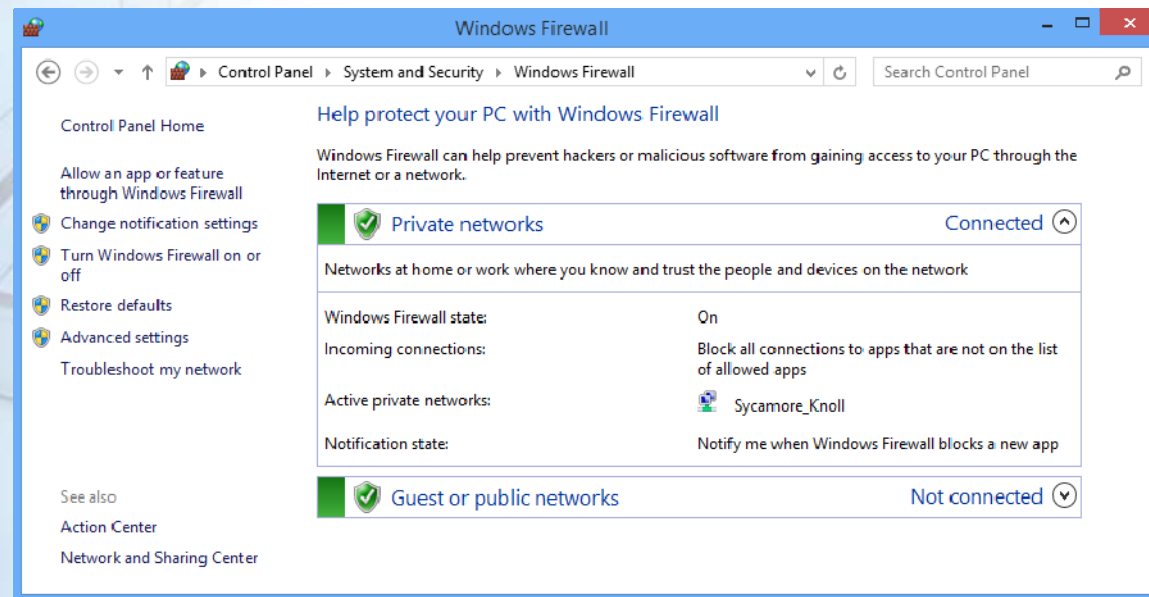 Windows Firewall
Control Panel System and Security Windows Firewall
Search Control Panel
Control Panel Home
Allow an app or feature
through Windows Firewall
Change notification settings
Turn Windows Firewall on or
off
Restore defaults
Advanced settings
Troubleshoot my network
See also
Action Center
Network and Sharing Center
Help protect your PC with Windows Firewall
Windows Firewall can help prevent hackers or malicious software from gaining access to your PC through the
Internet or a network.
Private networks Connected
Networks at home or work where you know and trust the people and devices on the network
Windows Firewall state: On
Incoming connections: Block all connections to apps that are not on the list
of allowed apps
Active private networks: Sycamore_Knoll
Notification state: Notify me when Windows Firewall blocks a new app
Guest or public networks Not connected